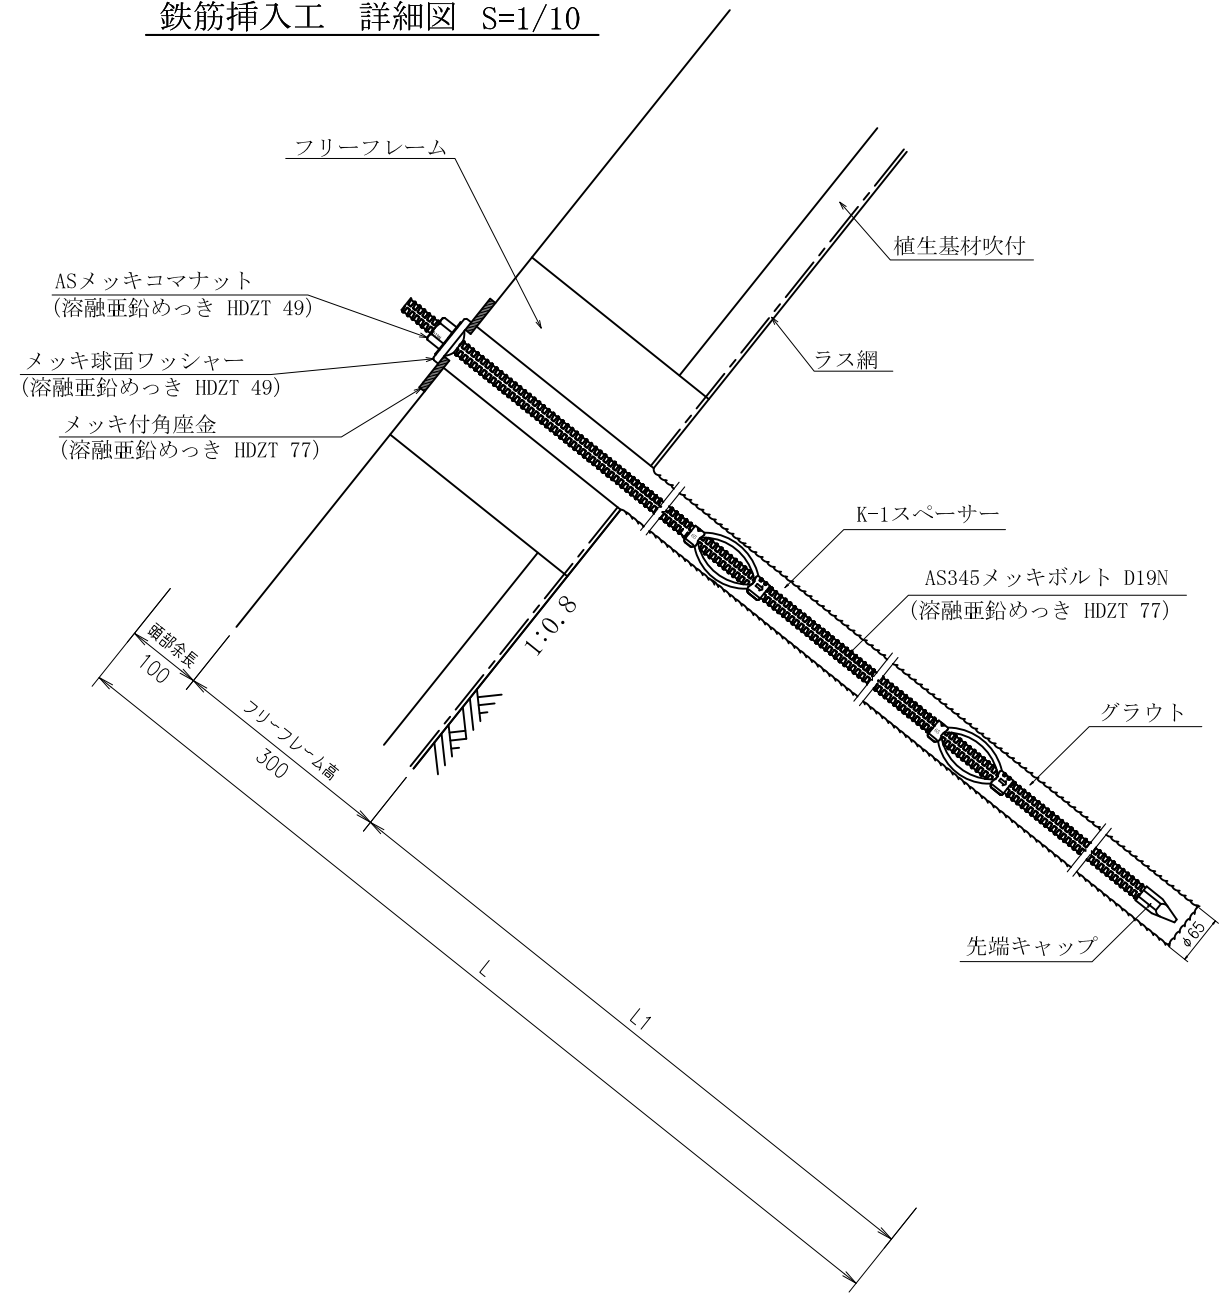 鉄筋挿入工　詳細図 S=1/10
フリーフレーム
植生基材吹付
ASメッキコマナット
(溶融亜鉛めっき HDZT 49)
ラス網
メッキ球面ワッシャー
(溶融亜鉛めっき HDZT 49)
メッキ付角座金
(溶融亜鉛めっき HDZT 77)
K-1スペーサー
AS345メッキボルト D19N
(溶融亜鉛めっき HDZT 77)
1:0.8
頭部余長
100
フリーフレーム高
300
グラウト
先端キャップ
φ65
L
L1